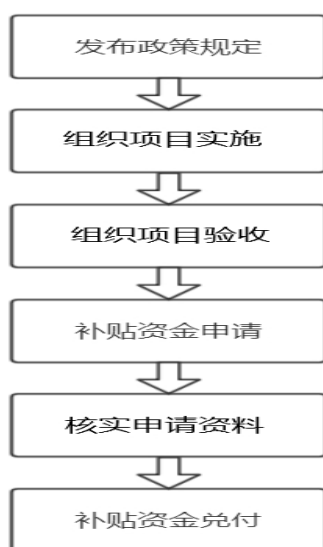 发布政策规定
组织项目实施
组织项目验收
补贴资金申请
核实申请资料
补贴资金兑付